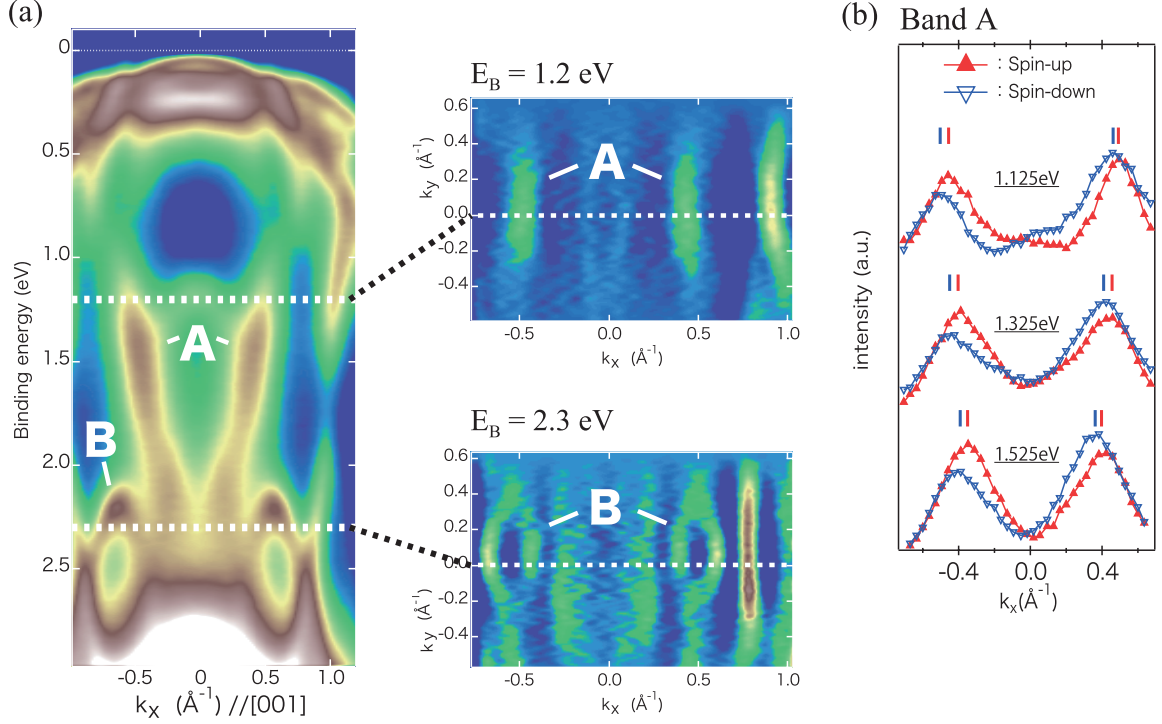 (a)
0
0.5
1.0
1.5
2.0
2.5
Binding energy (eV)
A
B
-0.5
0
0.5
1.0
kX (Å-1) //[001]
EB = 1.2 eV
0.6
0.4
0.2
0.0
-0.2
-0.4
ky (Å-1)
A
-0.5
0.0
0.5
1.0
kX (Å-1)
EB = 2.3 eV
0.6
0.4
0.2
0.0
-0.2
-0.4
ky (Å-1)
B
-0.5
0.0
0.5
1.0
kX (Å-1)
(b)
Band A
: Spin-up
: Spin-down
1.125eV
1.325eV
1.525eV
intensity (a.u.)
-0.4
0.0
0.4
kX(Å-1)